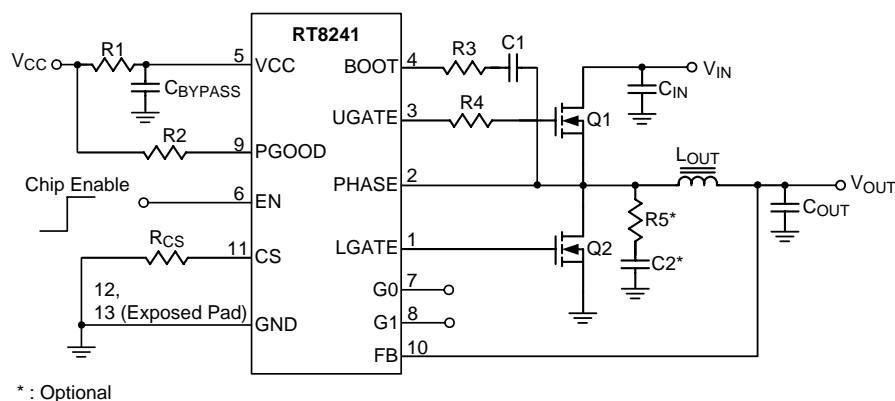 RT8241
VCC
R1
5
VCC
CBYPASS
R2
9
PGOOD
Chip Enable
6
EN
RCS
11
CS
12,
13 (Exposed Pad)
GND
BOOT
4
R3
C1
UGATE
3
R4
Q1
VIN
CIN
PHASE
2
LOUT
VOUT
COUT
R5*
C2*
LGATE
1
Q2
G0
7
G1
8
FB
10
* : Optional